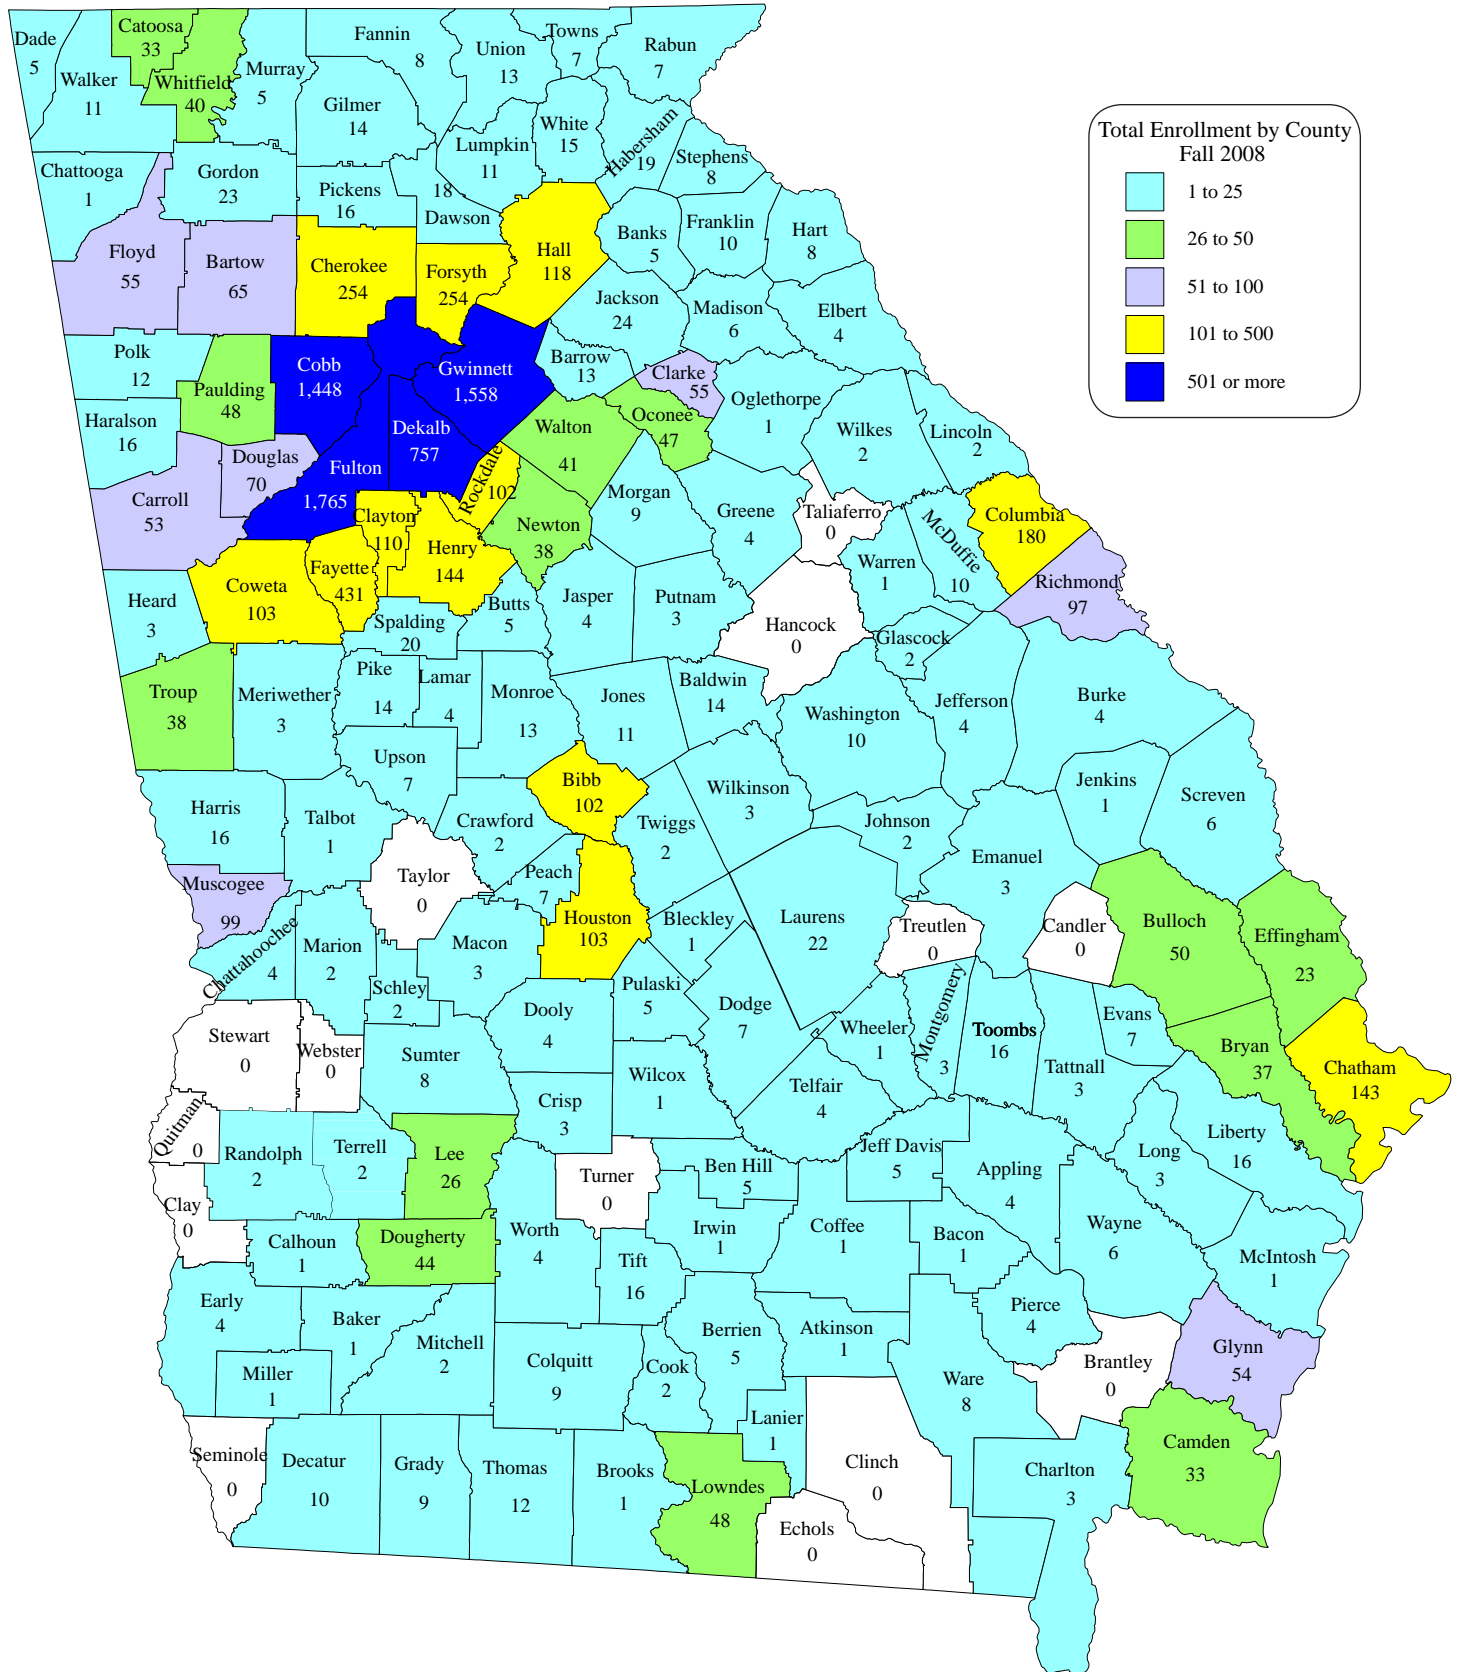 Total Enrollment by County
Fall 2008
1 to 25
26 to 50
51 to 100
101 to 500
501 or more
Dade
5
Walker
11
Catoosa
33
Whitfield
40
Murray
5
Fannin
8
Gilmer
14
Union
13
Towns
7
Rabun
7
Lumpkin
11
White
15
Habersham
19
Stephens
8
Chattooga
1
Gordon
23
Pickens
16
18
Dawson
Floyd
55
Bartow
65
Cherokee
254
Forsyth
254
Hall
118
Banks
5
Franklin
10
Hart
8
Jackson
24
Madison
6
Elbert
4
Polk
12
Paulding
48
Cobb
1,448
Gwinnett
1,558
Barrow
13
Clarke
55
Oconee
47
Oglethorpe
1
Wilkes
2
Lincoln
2
Haralson
16
Douglas
70
Carroll
53
Fulton
1,765
Dekalb
757
Rockdale
102
Walton
41
Newton
38
Morgan
9
Greene
4
Taliaferro
0
McDuffie
10
Columbia
180
Richmond
97
Warren
1
Clayton
110
Henry
144
Fayette
431
Coweta
103
Heard
3
Spalding
20
Butts
5
Jasper
4
Putnam
3
Hancock
0
Glascock
2
Troup
38
Meriwether
3
Pike
14
Lamar
4
Monroe
13
Jones
11
Baldwin
14
Washington
10
Jefferson
4
Burke
4
Upson
7
Bibb
102
Wilkinson
3
Jenkins
1
Screven
6
Harris
16
Talbot
1
Crawford
2
Twiggs
2
Johnson
2
Emanuel
3
Muscogee
99
Taylor
0
Peach
7
Houston
103
Bleckley
1
Laurens
22
Treutlen
0
Candler
0
Bulloch
50
Effingham
23
Chattahoochee
4
Marion
2
Schley
2
Macon
3
Dooly
4
Pulaski
5
Dodge
7
Wheeler
1
Montgomery
3
Toombs
16
Tattnall
3
Evans
7
Bryan
37
Chatham
143
Stewart
0
Webster
0
Sumter
8
Crisp
3
Wilcox
1
Telfair
4
Quitman
0
Randolph
2
Terrell
2
Lee
26
Turner
0
Ben Hill
5
Jeff Davis
5
Appling
4
Long
3
Liberty
16
Clay
0
Calhoun
1
Dougherty
44
Worth
4
Tift
16
Irwin
1
Coffee
1
Bacon
1
Wayne
6
McIntosh
1
Early
4
Baker
1
Miller
1
Mitchell
2
Colquitt
9
Cook
2
Berrien
5
Atkinson
1
Pierce
4
Brantley
0
Glynn
54
Ware
8
Lanier
1
Seminole
0
Decatur
10
Grady
9
Thomas
12
Brooks
1
Lowndes
48
Clinch
0
Echols
0
Charlton
3
Camden
33